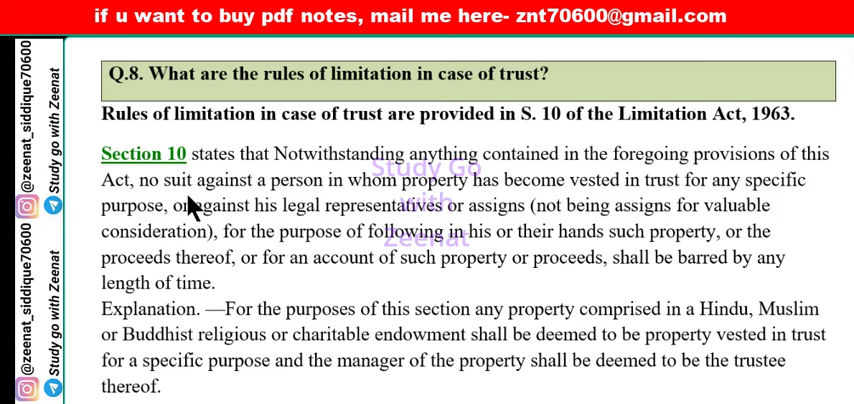 if u want to buy pdf notes, mail me here- znt70600@gmail.com
Q.8. What are the rules of limitation in case of trust?
Rules of limitation in case of trust are provided in S. 10 of the Limitation Act, 1963.
Section 10 states that Notwithstanding anything contained in the foregoing provisions of this
Act, no suit against a person in whom property has become vested in trust for any specific
purpose, or against his legal representatives or assigns (not being assigns for valuable
consideration), for the purpose of following in his or their hands such property, or the
proceeds thereof, or for an account of such property or proceeds, shall be barred by any
length of time.
Explanation. —For the purposes of this section any property comprised in a Hindu, Muslim
or Buddhist religious or charitable endowment shall be deemed to be property vested in trust
for a specific purpose and the manager of the property shall be deemed to be the trustee
thereof.
Study Go
with
Zeenat
@zeenat_siddique70600
Study go with Zeenat
@zeenat_siddique70600
Study go with Zeenat